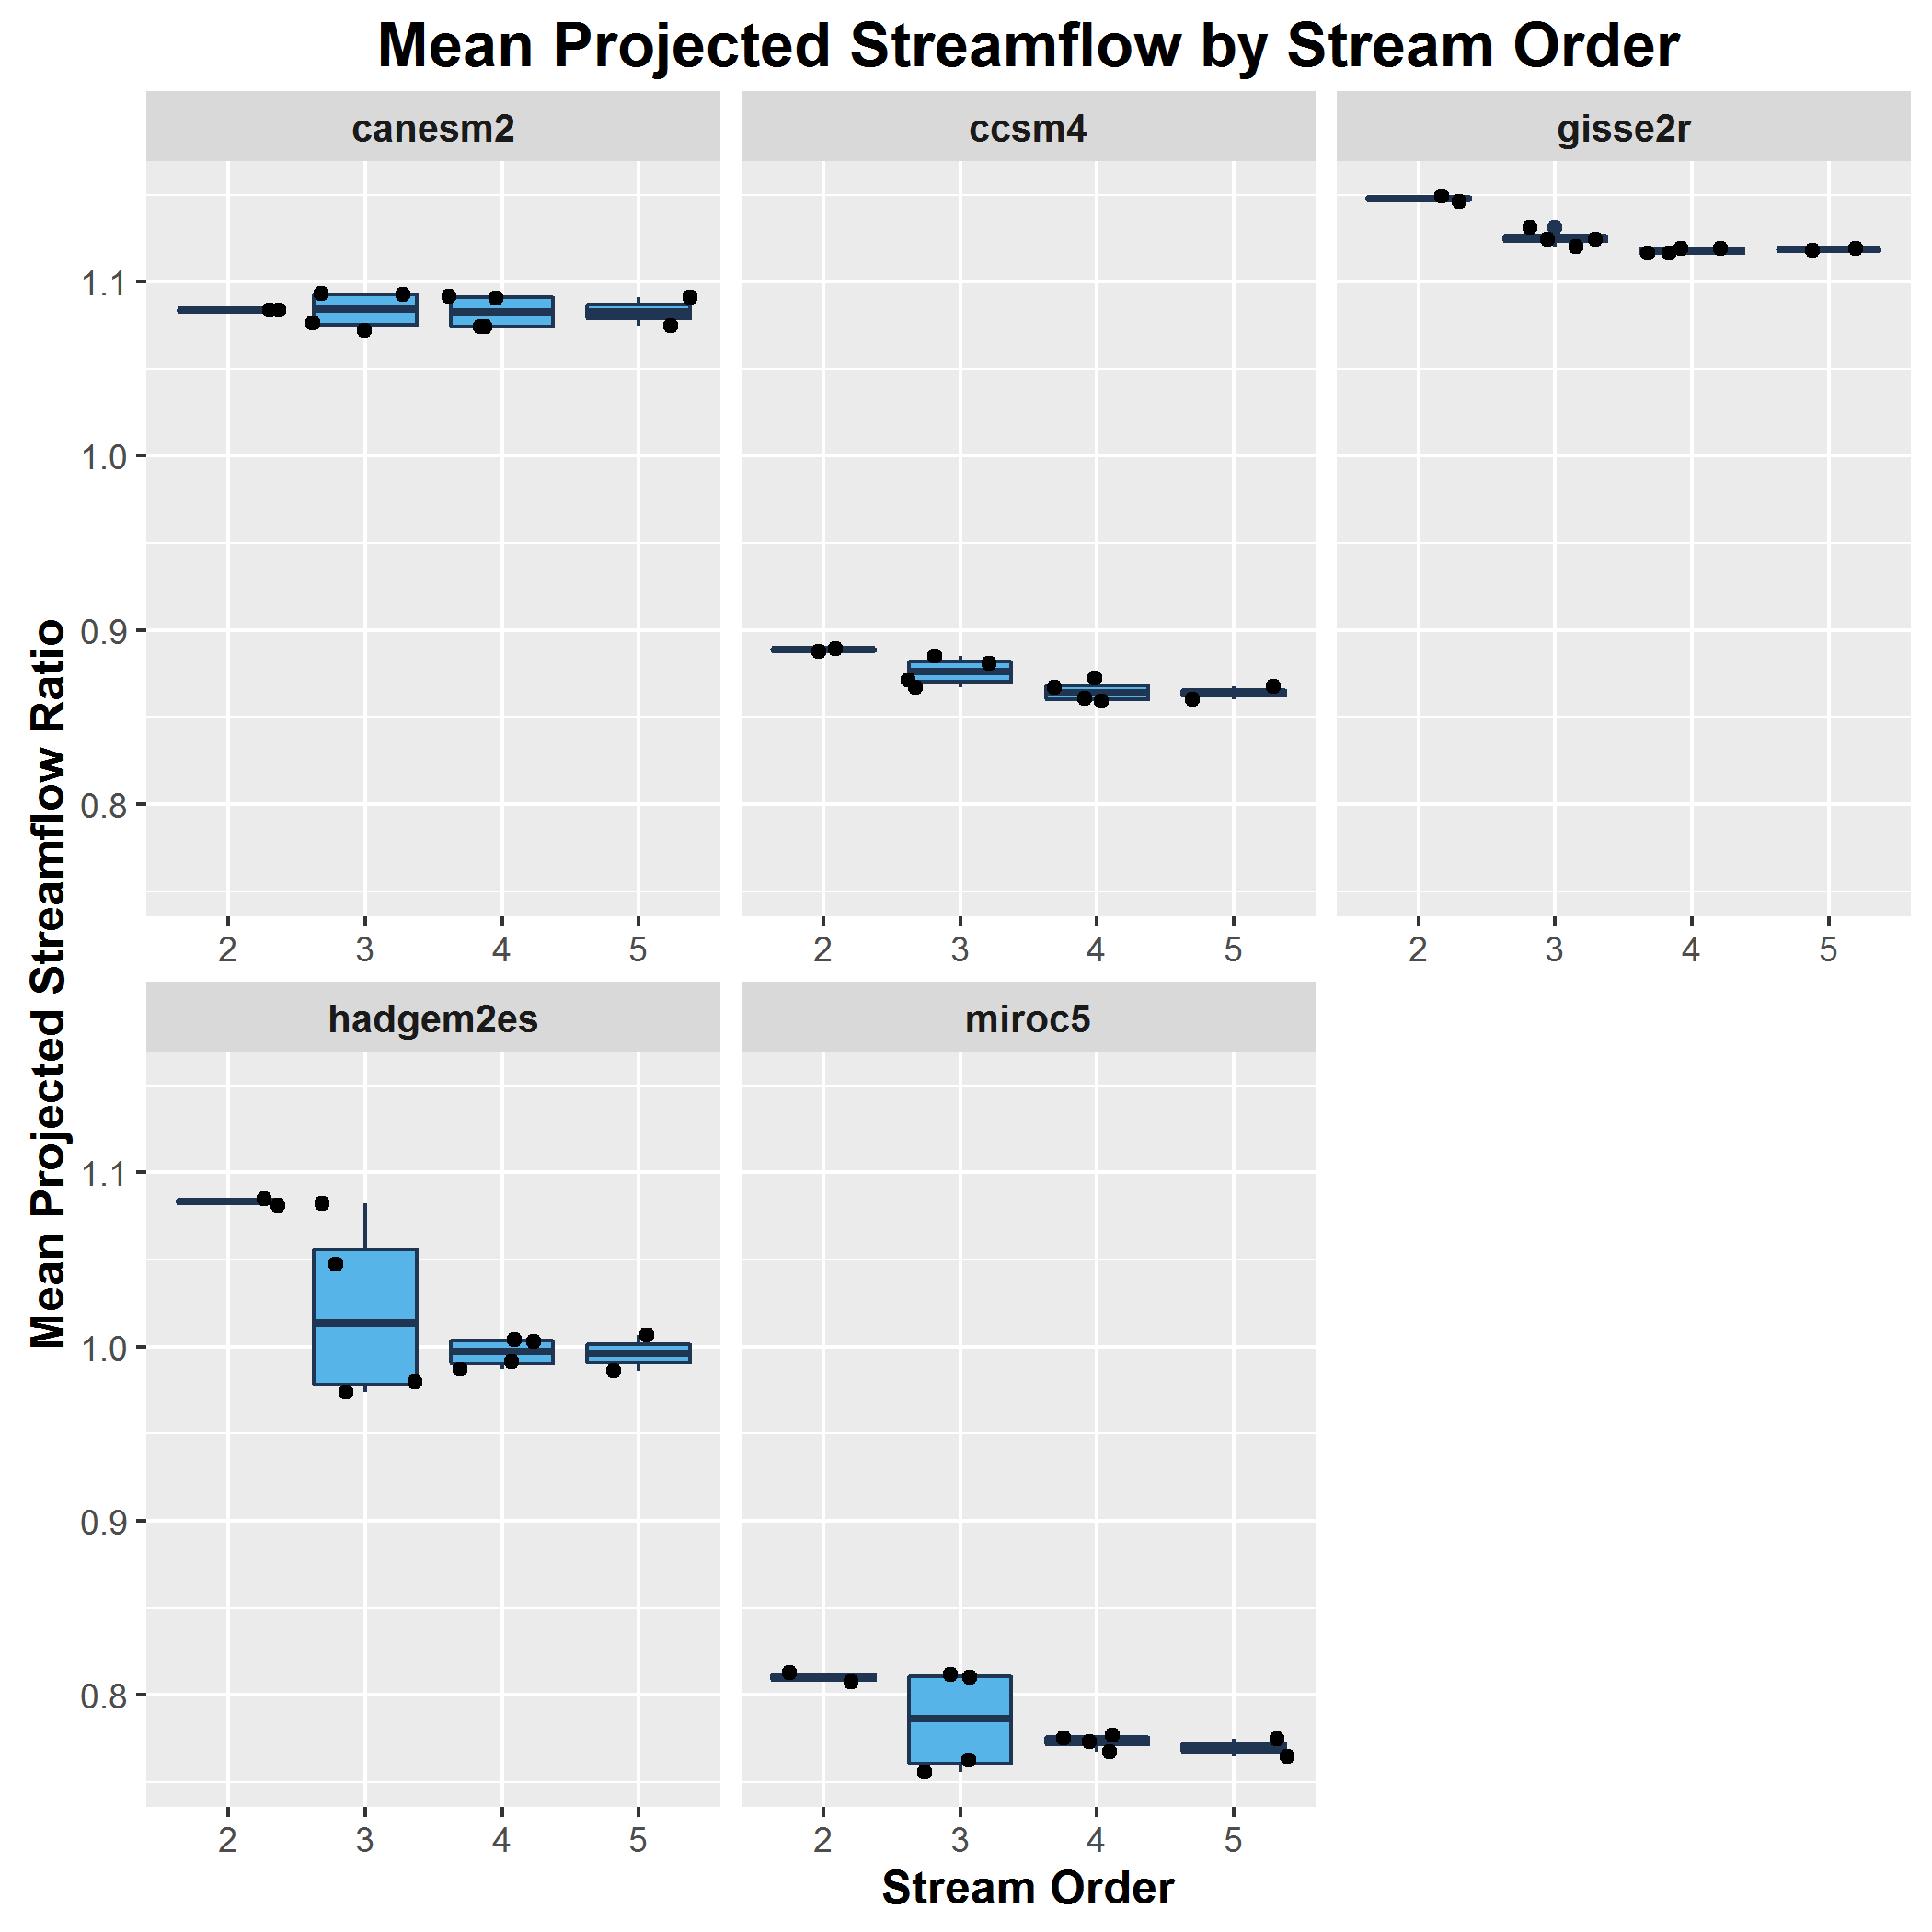 Mean Projected Streamflow by Stream Order
canesm2 ccsm4 gisse2r
1.1
1.0
0.9
0.8
2 3 4 5 2 3 4 5 2 3 4 5
Mean Projected Streamflow Ratio
hadgem2es miroc5
1.1
1.0
0.9
0.8
2 3 4 5 2 3 4 5
Stream Order